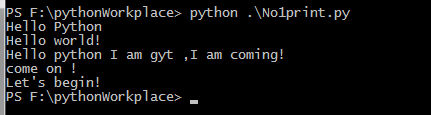 PS F:\pythonWorkplace> python .\No1print.py
Hello Python
Hello world!
Hello python I am gyt ,I am coming!
come on !
Let's begin!
PS F:\pythonWorkplace> _